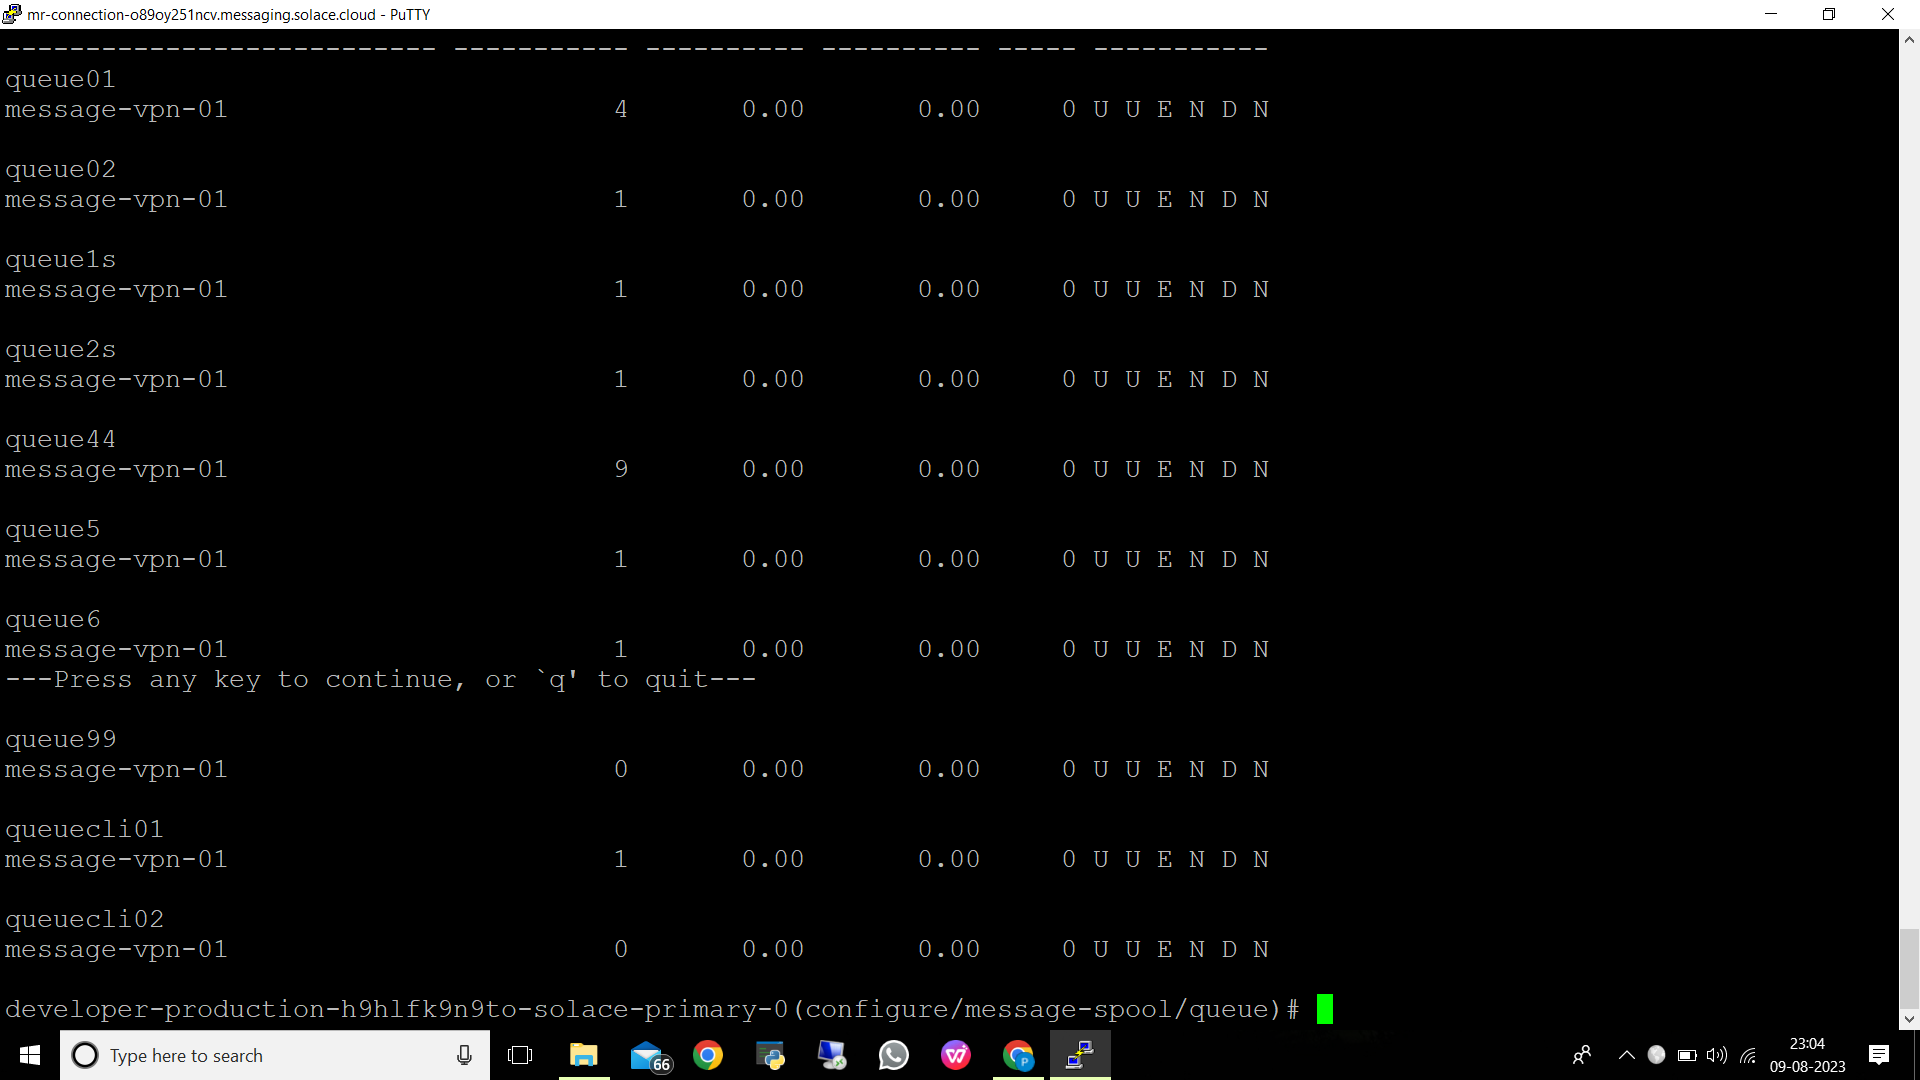 mr-connection-o89oy251ncv.messaging.solace.cloud - PuTTY
--------------------------- ----------- ---------- ---------- ----- -----------
queue01
message-vpn-01 4 0.00 0.00 0 U U E N D N
queue02
message-vpn-01 1 0.00 0.00 0 U U E N D N
queue1s
message-vpn-01 1 0.00 0.00 0 U U E N D N
queue2s
message-vpn-01 1 0.00 0.00 0 U U E N D N
queue44
message-vpn-01 9 0.00 0.00 0 U U E N D N
queue5
message-vpn-01 1 0.00 0.00 0 U U E N D N
queue6
message-vpn-01 1 0.00 0.00 0 U U E N D N
---Press any key to continue, or `q' to quit---
queue99
message-vpn-01 0 0.00 0.00 0 U U E N D N
queuecli01
message-vpn-01 1 0.00 0.00 0 U U E N D N
queuecli02
message-vpn-01 0 0.00 0.00 0 U U E N D N
developer-production-h9hlfk9n9to-solace-primary-0(configure/message-spool/queue)#
Type here to search
66
P
23:04
09-08-2023